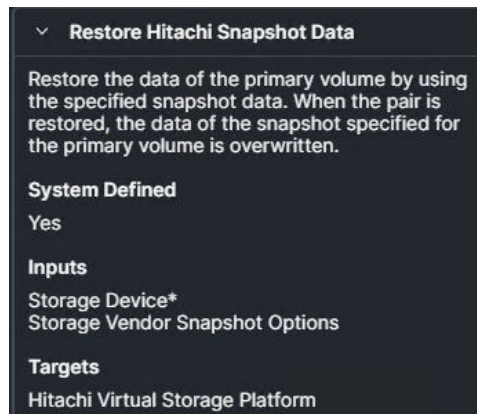 Restore Hitachi Snapshot Data
Restore the data of the primary volume by using
the specified snapshot data. When the pair is
restored, the data of the snapshot specified for
the primary volume is overwritten.
System Defined
Yes
Inputs
Storage Device*
Storage Vendor Snapshot Options
Targets
Hitachi Virtual Storage Platform